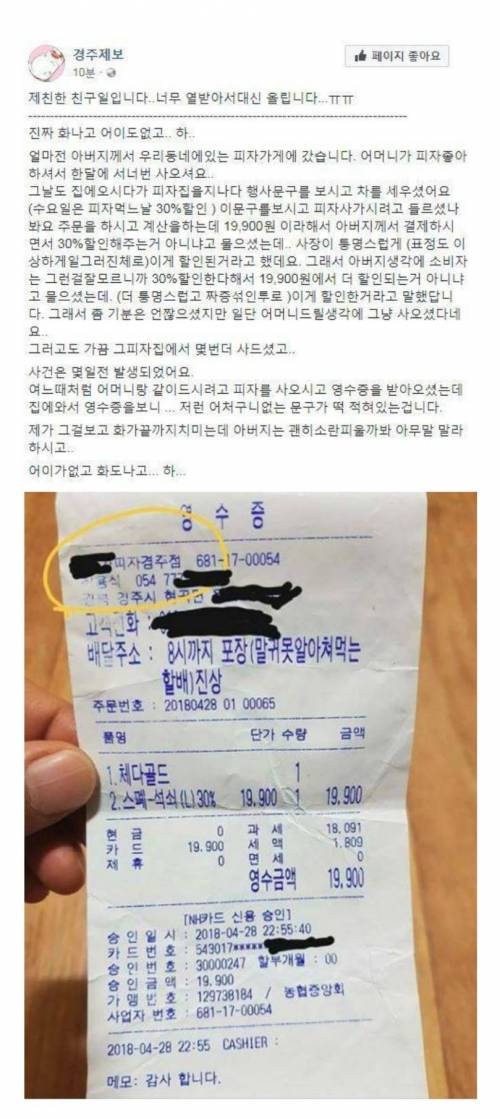 경주제보
페이지 좋아요
10분 ·
제친한 친구일입니다..너무 열받아서대신 올립니다...ㅠㅠ
--------------------------------------------------------------------------------
진짜 화나고 어이도없고.. 하..
얼마전 아버지께서 우리동네에있는 피자가게에 갔습니다. 어머니가 피자좋아
하셔서 한달에 서너번 사오셔요..
그날도 집에오시다가 피자집을지나다 행사문구를 보시고 차를 세우셨어요
(수요일은 피자먹는날 30%할인 ) 이문구를보시고 피자사가시려고 들르셨나
봐요 주문을 하시고 계산을하는데 19,900원 이라해서 아버지께서 결제하시
면서 30%할인해주는거 아니냐고 물으셨는데.. 사장이 퉁명스럽게 (표정도 이
상하게일그러진체로)이게 할인된거라고 했데요. 그래서 아버지생각에 소비자
는 그런걸잘모르니까 30%할인한다해서 19,900원에서 더 할인되는거 아니냐
고 물으셨는데. (더 퉁명스럽고 짜증섞인투로 )이게 할인한거라고 말했답니
다. 그래서 좀 기분은 언짢으셨지만 일단 어머니드릴생각에 그냥 사오셨다네
요..
그러고도 가끔 그피자집에서 몇번더 사드셨고..
사건은 몇일전 발생되었어요.
여느때처럼 어머니랑 같이드시려고 피자를 사오시고 영수증을 받아오셨는데
집에와서 영수증을보니 ... 저런 어처구니없는 문구가 떡 적혀있는겁니다.
제가 그걸보고 화가끝까지치미는데 아버지는 괜히소란피울까봐 아무말 말라
하시고..
어이가없고 화도나고... 하...
영 수 증
피자경주점 681-17-00054
054 77
경북 경주시 현곡면
고객전화 :
배달주소 : 8시까지 포장(말귀못알아쳐먹는
할배)진상
주문번호 : 20180428 01 00065
품명 단가 수량 금액
1.체다골드 1
2.스페-석쇠(L)30% 19,900 1 19,900
현 금 0 과 세 18,091
카 드 19,900 세 액 1,809
제 휴 0 면 세 0
영수금액 19,900
[NH카드 신용 승인]
승 인 일 시 : 2018-04-28 22:55:40
카 드 번 호 : 543017*****
승 인 번 호 : 30000247 할부개월 : 00
승 인 금 액 : 19,900
가 맹 번 호 : 129738184 / 농협중앙회
사업자 번호 : 681-17-00054
2018-04-28 22:55 CASHIER :
메모: 감사 합니다.